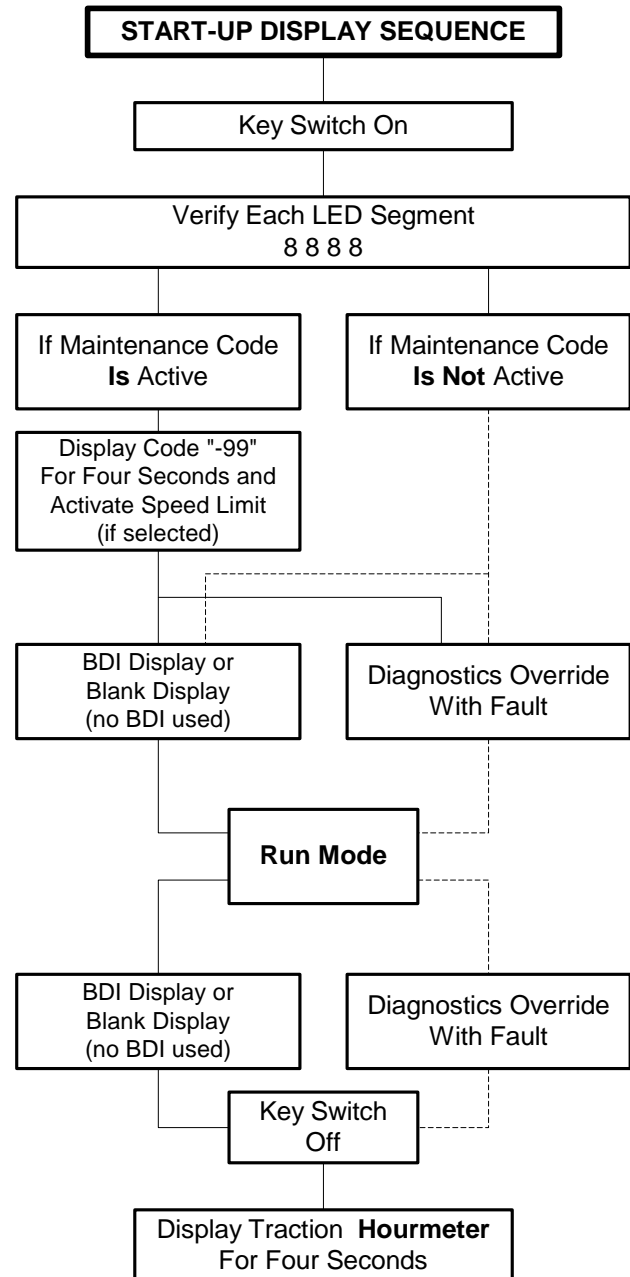 START-UP DISPLAY SEQUENCE
Key Switch On
Verify Each LED Segment
8 8 8 8
If Maintenance Code
Is Active
If Maintenance Code
Is Not Active
Display Code "-99"
For Four Seconds and
Activate Speed Limit
(if selected)
BDI Display or
Blank Display
(no BDI used)
Diagnostics Override
With Fault
Run Mode
BDI Display or
Blank Display
(no BDI used)
Diagnostics Override
With Fault
Key Switch
Off
Display Traction Hourmeter
For Four Seconds